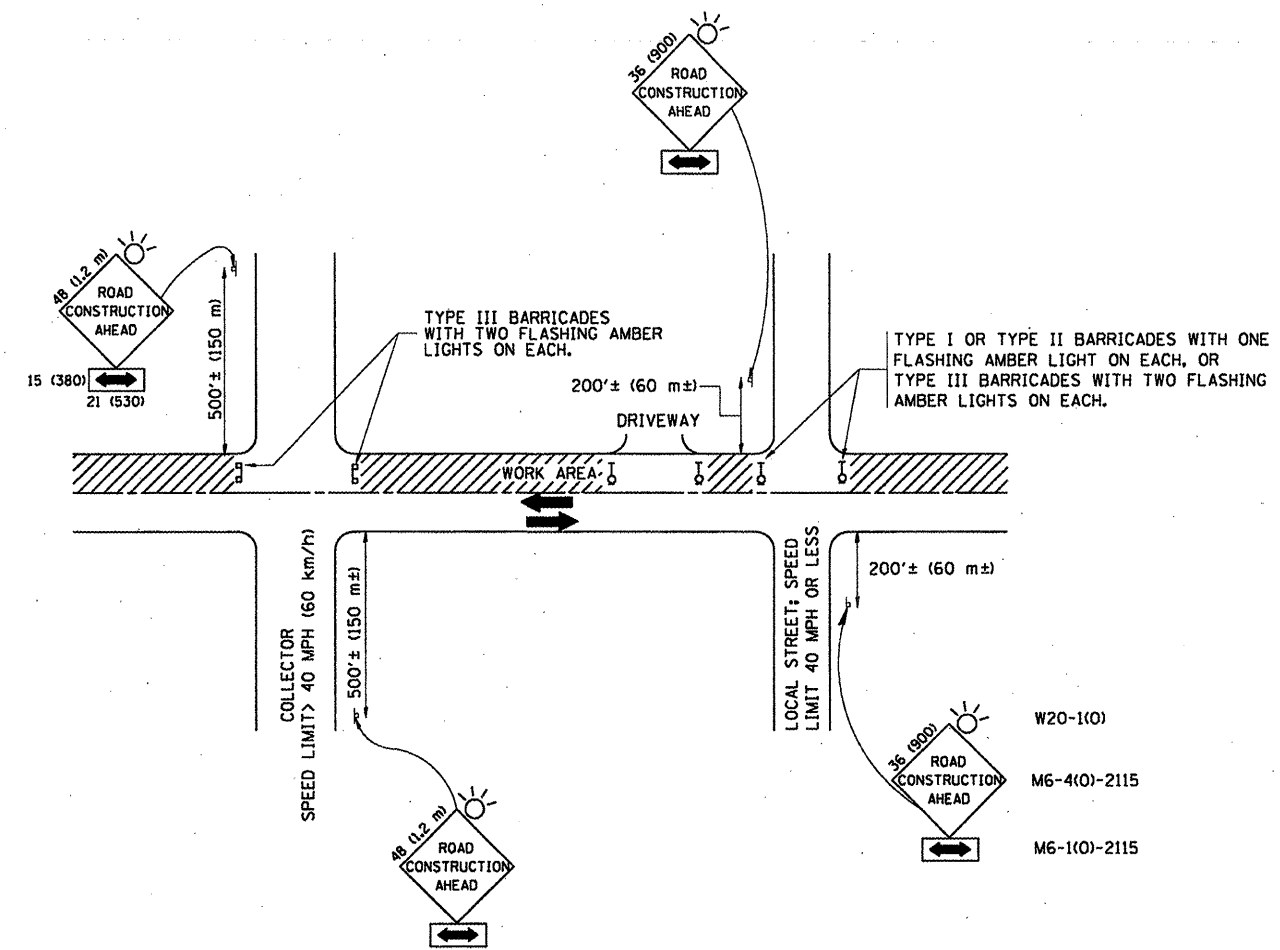 36 (900)
ROAD
CONSTRUCTION
AHEAD
48 (1.2 m)
ROAD
CONSTRUCTION
AHEAD
15 (380)
21 (530)
500'± (150 m)
TYPE III BARRICADES
WITH TWO FLASHING AMBER
LIGHTS ON EACH.
200'± (60 m±)
DRIVEWAY
TYPE I OR TYPE II BARRICADES WITH ONE
FLASHING AMBER LIGHT ON EACH, OR
TYPE III BARRICADES WITH TWO FLASHING
AMBER LIGHTS ON EACH.
WORK AREA
COLLECTOR
SPEED LIMIT> 40 MPH (60 km/h)
500'± (150 m±)
LOCAL STREET; SPEED
LIMIT 40 MPH OR LESS
200'± (60 m±)
48 (1.2 m)
ROAD
CONSTRUCTION
AHEAD
36 (900)
ROAD
CONSTRUCTION
AHEAD
W20-1(O)
M6-4(O)-2115
M6-1(O)-2115